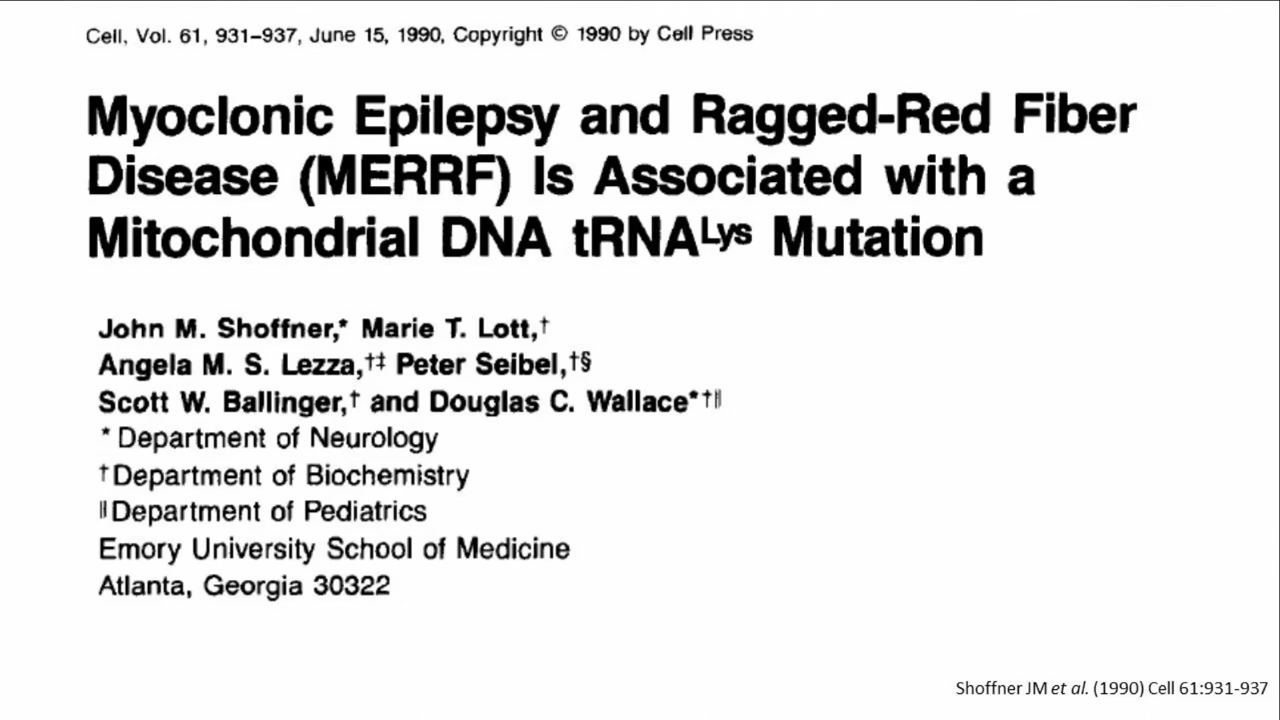 Cell, Vol. 61, 931–937, June 15, 1990, Copyright © 1990 by Cell Press
Myoclonic Epilepsy and Ragged-Red Fiber
Disease (MERRF) Is Associated with a
Mitochondrial DNA tRNALys Mutation
John M. Shoffner,* Marie T. Lott,†
Angela M. S. Lezza,†‡ Peter Seibel,†§
Scott W. Ballinger,† and Douglas C. Wallace*†‖
* Department of Neurology
† Department of Biochemistry
‖ Department of Pediatrics
Emory University School of Medicine
Atlanta, Georgia 30322
Shoffner JM et al. (1990) Cell 61:931-937